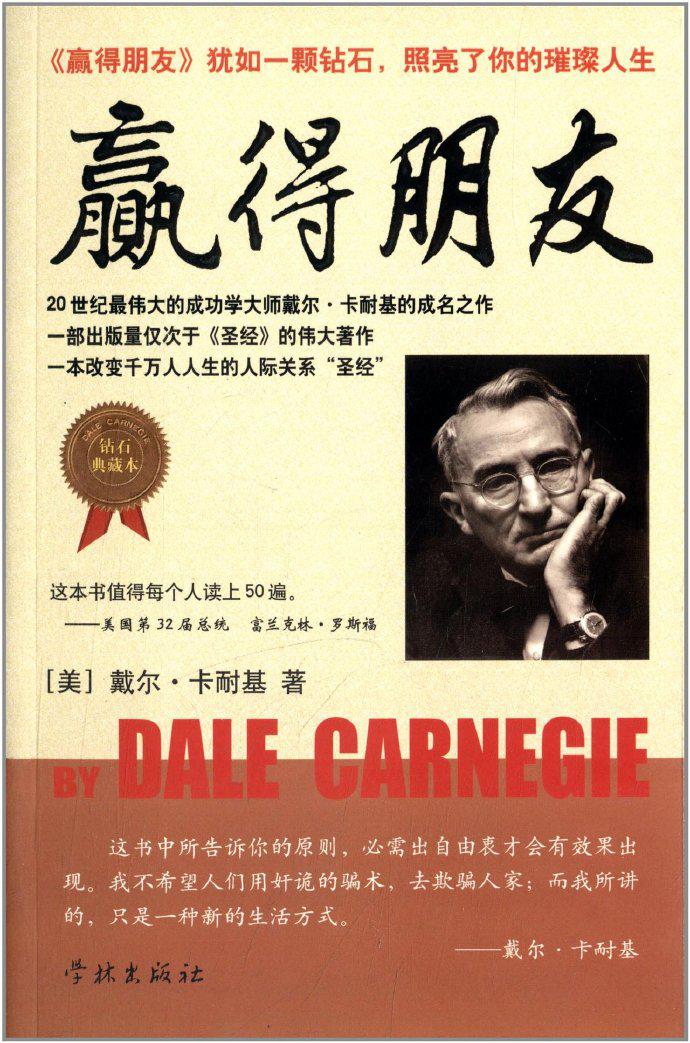 《赢得朋友》犹如一颗钻石，照亮了你的璀璨人生
赢得朋友
20世纪最伟大的成功学大师戴尔·卡耐基的成名之作
一部出版量仅次于《圣经》的伟大著作
一本改变千万人人生的人际关系“圣经”
DALE CARNEGIE
钻石
典藏本
这本书值得每个人读上50遍。
——美国第32届总统 富兰克林·罗斯福
[美] 戴尔·卡耐基 著
BY DALE CARNEGIE
这书中所告诉你的原则，必需出自由衷才会有效果出
现。我不希望人们用奸诡的骗术，去欺骗人家；而我所讲
的，只是一种新的生活方式。
——戴尔·卡耐基
学林出版社